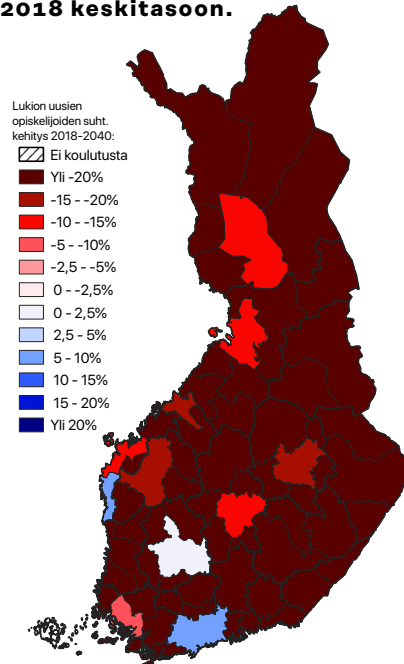 2018 keskitasoon.
Lukion uusien
opiskelijoiden suht.
kehitys 2018-2040:
Ei koulutusta
Yli -20%
-15 - -20%
-10 - -15%
-5 - -10%
-2,5 - -5%
0 - -2,5%
0 - 2,5%
2,5 - 5%
5 - 10%
10 - 15%
15 - 20%
Yli 20%